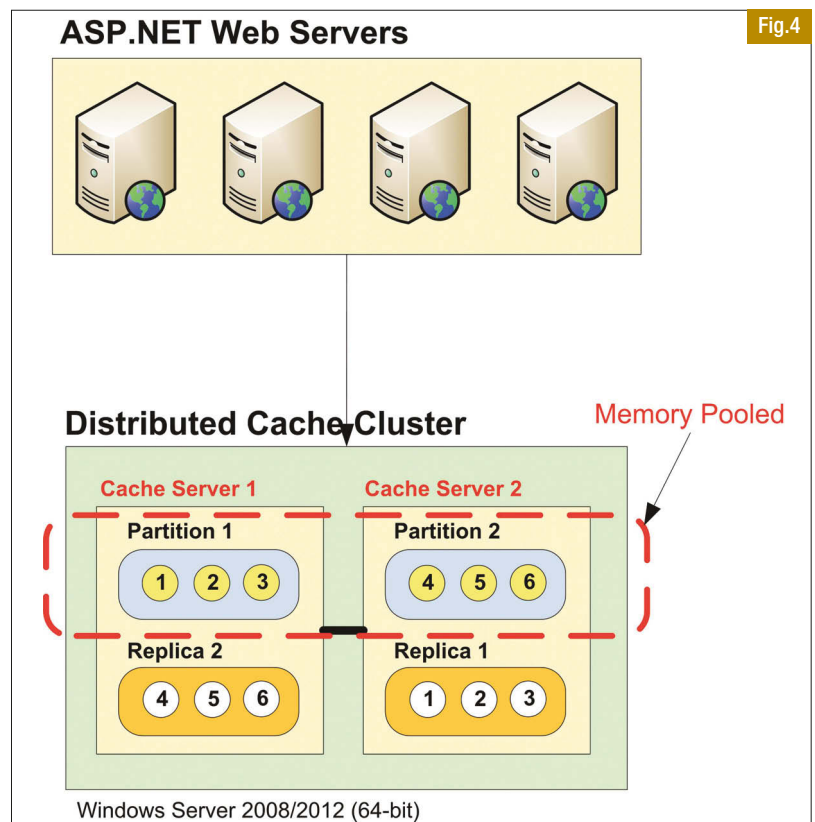 ASP.NET Web Servers
Fig.4
Distributed Cache Cluster
Memory Pooled
Cache Server 1
Cache Server 2
Partition 1
Partition 2
1 2 3
4 5 6
Replica 2
Replica 1
4 5 6
1 2 3
Windows Server 2008/2012 (64-bit)